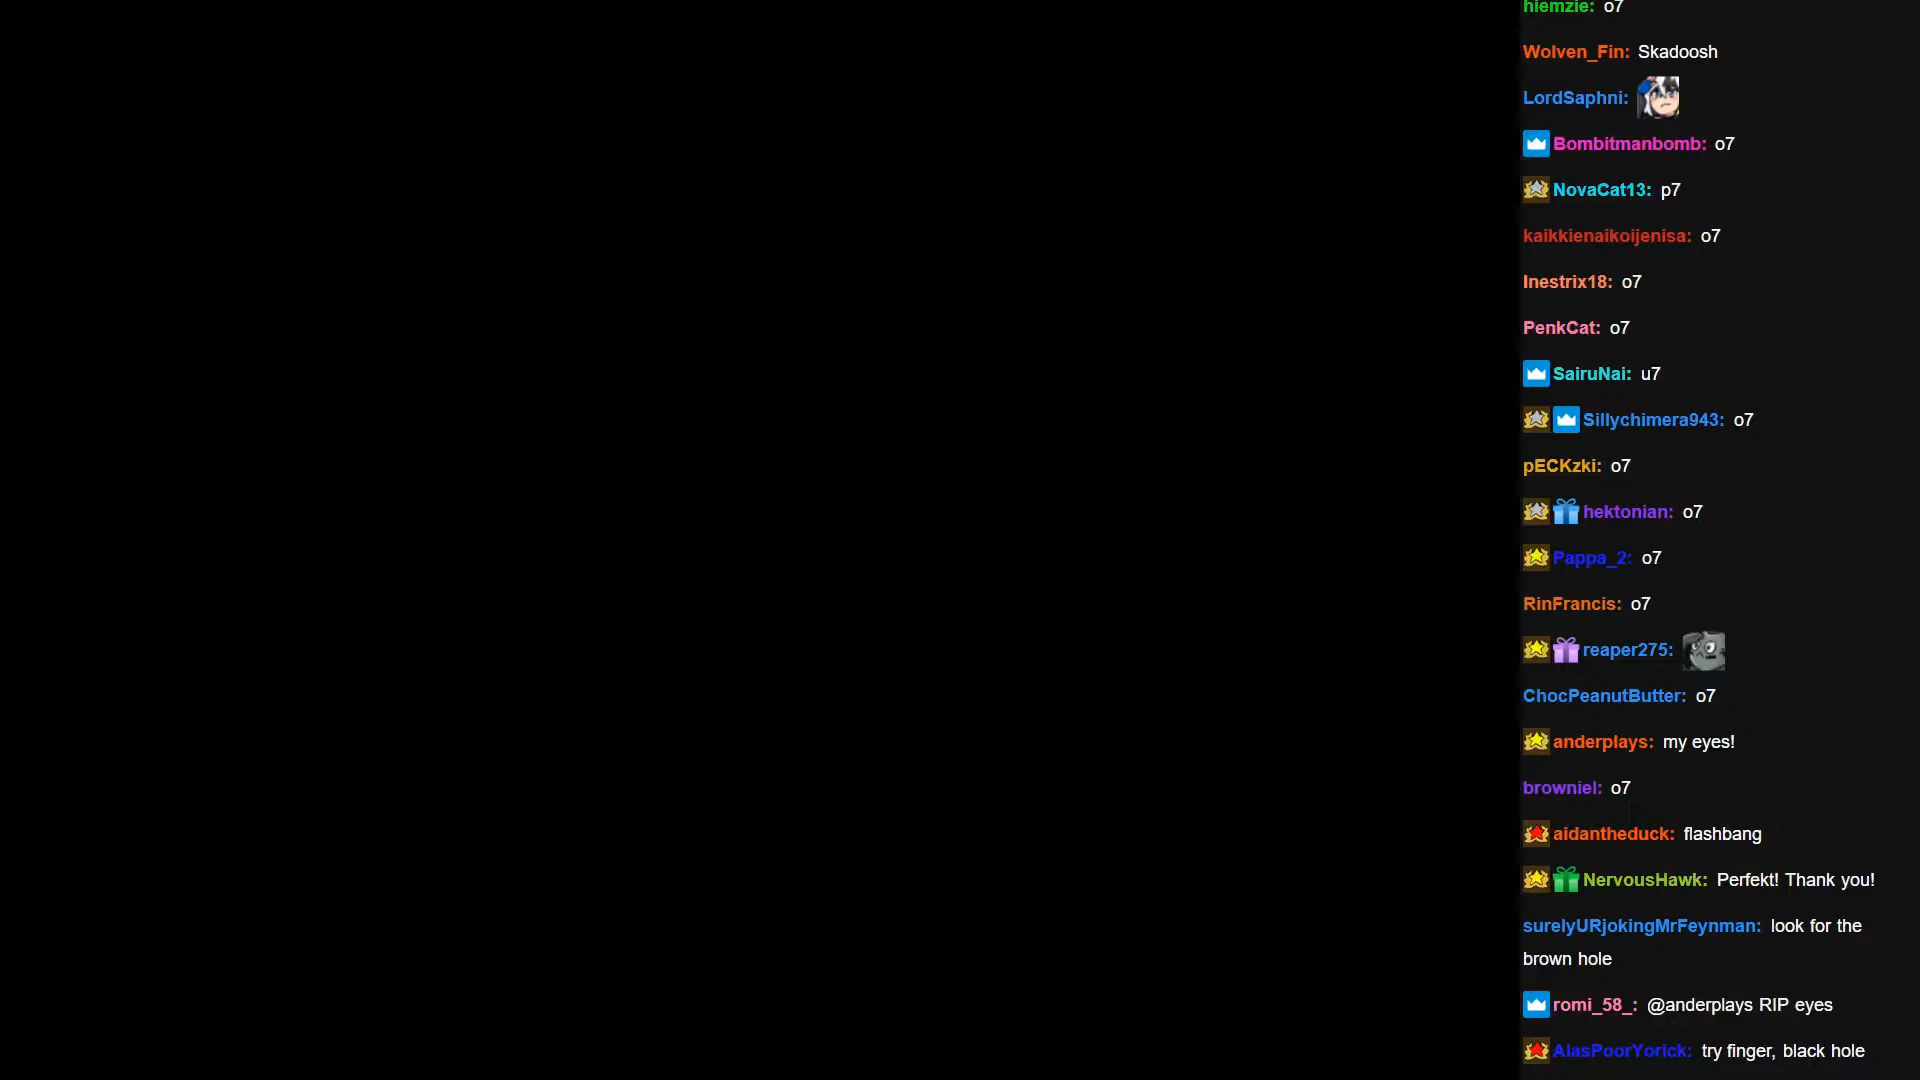 hiemzie: o7
Wolven_Fin: Skadoosh
LordSaphni:
Bombitmanbomb: o7
NovaCat13: p7
kaikkienaikoijenisa: o7
Inestrix18: o7
PenkCat: o7
SairuNai: u7
Sillychimera943: o7
pECKzki: o7
hektonian: o7
Pappa_2: o7
RinFrancis: o7
reaper275:
ChocPeanutButter: o7
anderplays: my eyes!
browniel: o7
aidantheduck: flashbang
NervousHawk: Perfekt! Thank you!
surelyURjokingMrFeynman: look for the
brown hole
romi_58_: @anderplays RIP eyes
AlasPoorYorick: try finger, black hole